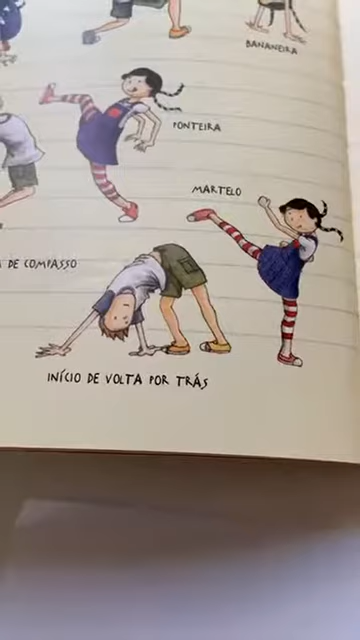 BANANEIRA
PONTEIRA
MARTELO
DE COMPASSO
INÍCIO DE VOLTA POR TRÁS